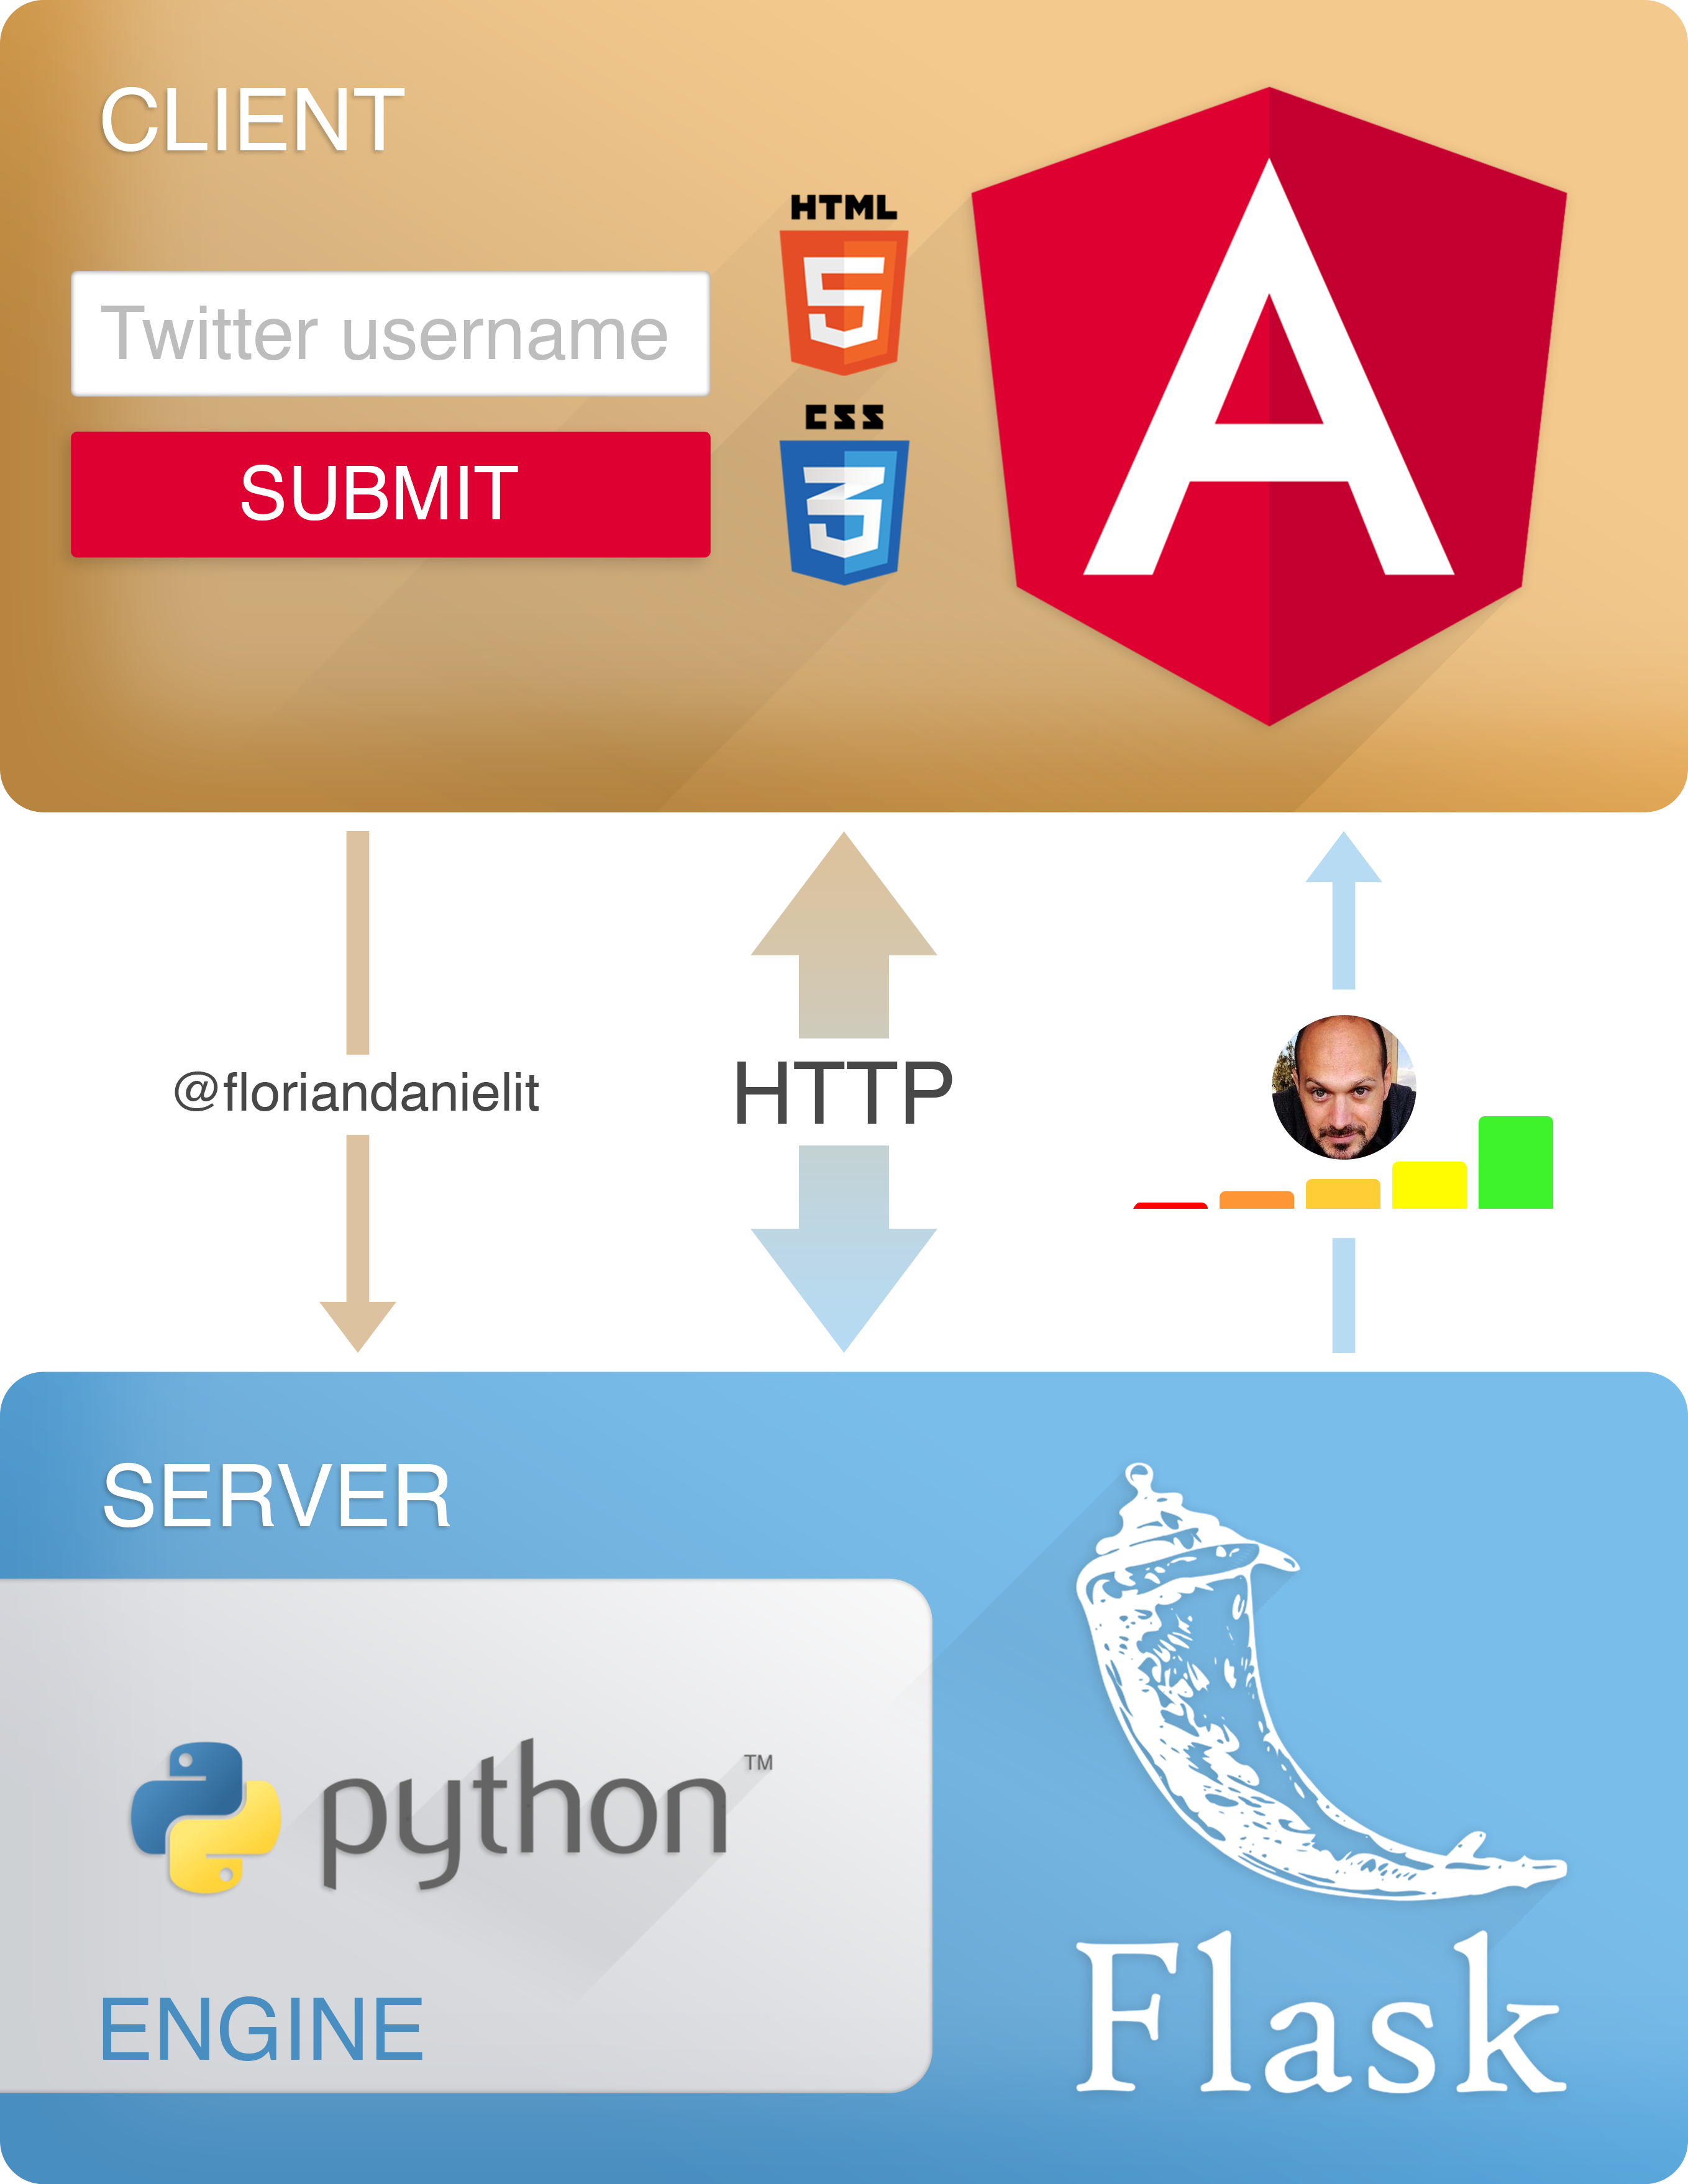 CLIENT
HTML
5
Twitter username
CSS
3
SUBMIT
A
@floriandanielit
HTTP
SERVER
python™
ENGINE
Flask